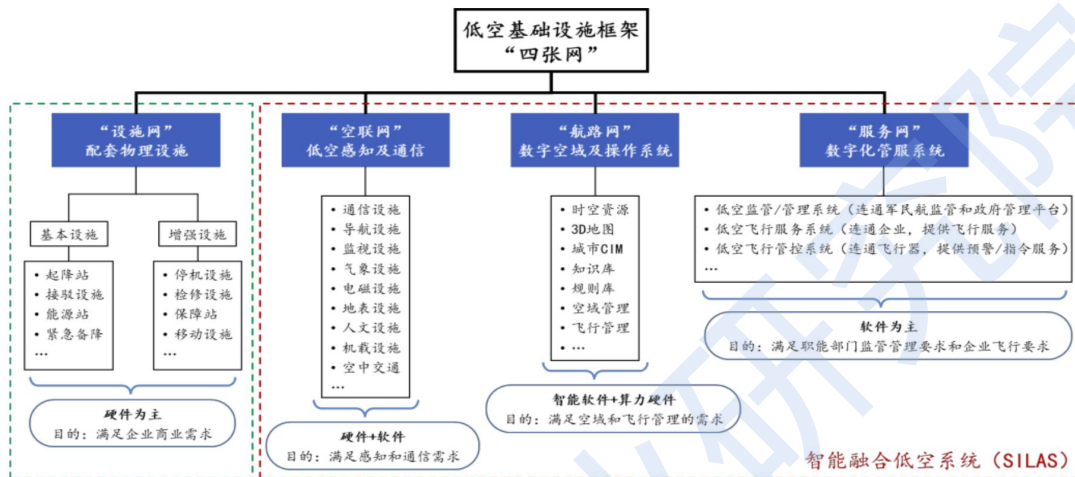 低空基础设施框架
“四张网”
“设施网”
配套物理设施
基本设施
• 起降站
• 接驳设施
• 能源站
• 紧急备降
…
增强设施
• 停机设施
• 检修设施
• 保障站
• 移动设施
…
硬件为主
目的：满足企业商业需求
“空联网”
低空感知及通信
• 通信设施
• 导航设施
• 监视设施
• 气象设施
• 电磁设施
• 地表设施
• 人文设施
• 机载设施
• 空中交通
…
硬件+软件
目的：满足感知和通信需求
“航路网”
数字空域及操作系统
• 时空资源
• 3D地图
• 城市CIM
• 知识库
• 规则库
• 空域管理
• 飞行管理
• …
智能软件+算力硬件
目的：满足空域和飞行管理的需求
“服务网”
数字化管服系统
• 低空监管/管理系统（连通军民航监管和政府管理平台）
• 低空飞行服务系统（连通企业，提供飞行服务）
• 低空飞行管控系统（连通飞行器，提供预警/指令服务）
…
软件为主
目的：满足职能部门监管管理要求和企业飞行要求
智能融合低空系统（SILAS）
业研究院